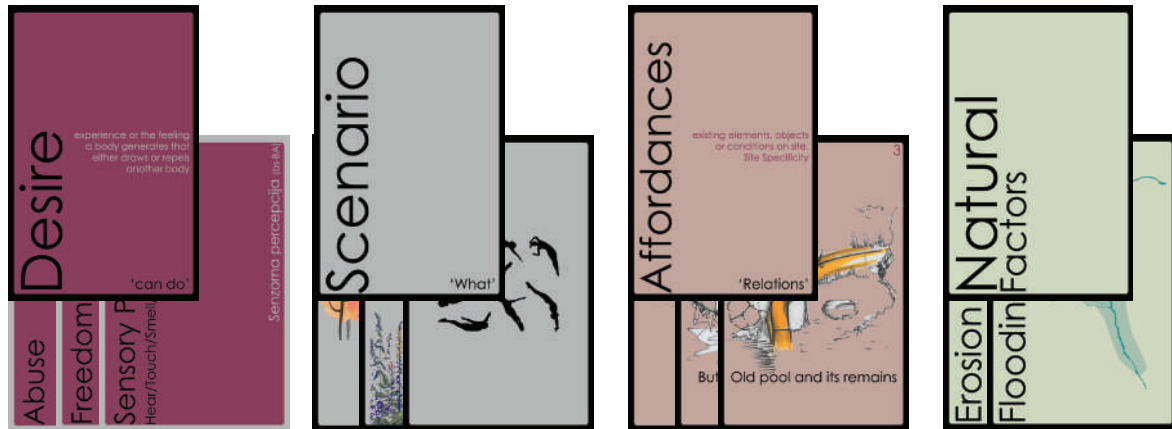 Desire
experience or the feeling
a body generates that
either draws or repels
another body
'can do'
Abuse
Freedom
Sensory P
Hear/Touch/Smell/
Senzorna percepcija (bs-BA)
Scenario
'What'
Affordances
existing elements, objects
or conditions on site.
Site Specificity
'Relations'
3
But
Old pool and its remains
Natural
Factors
Erosion
Floodin